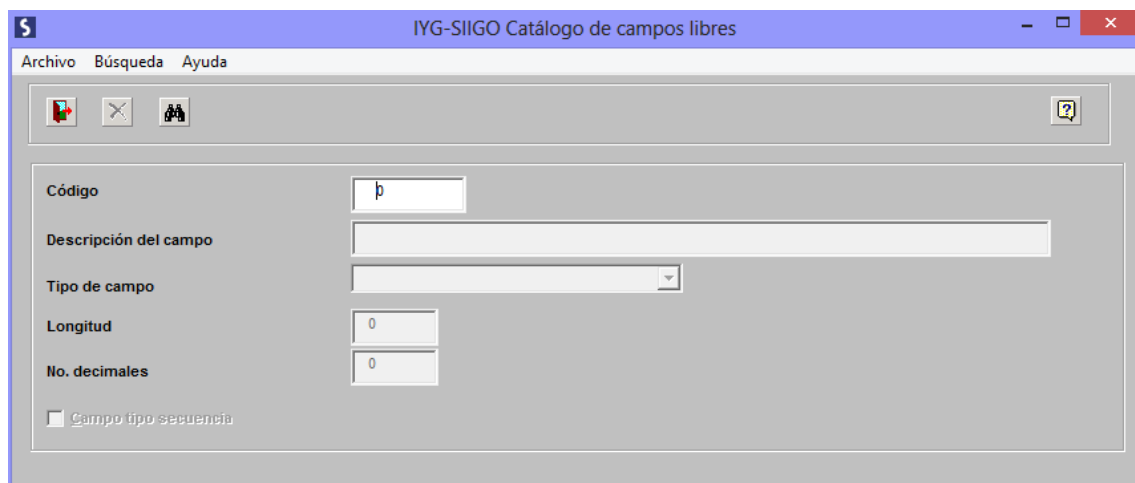 S IYG-SIIGO Catálogo de campos libres
Archivo Búsqueda Ayuda
Código 0
Descripción del campo
Tipo de campo
Longitud 0
No. decimales 0
Campo tipo secuencia